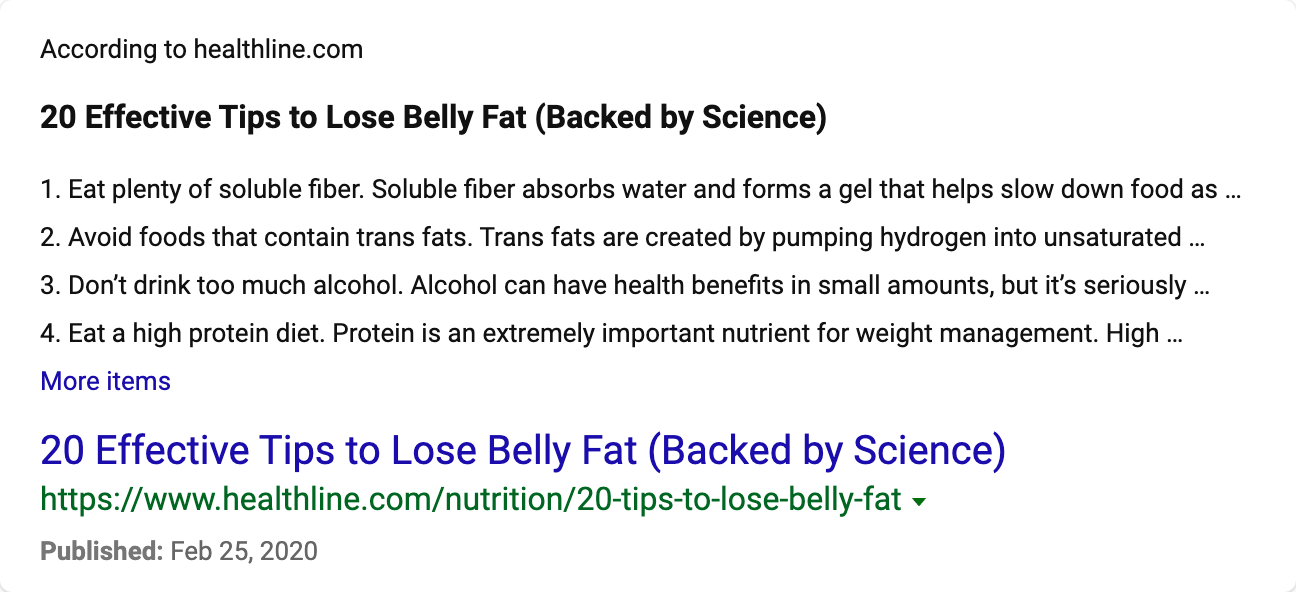 According to healthline.com
20 Effective Tips to Lose Belly Fat (Backed by Science)
1. Eat plenty of soluble fiber. Soluble fiber absorbs water and forms a gel that helps slow down food as ...
2. Avoid foods that contain trans fats. Trans fats are created by pumping hydrogen into unsaturated ...
3. Don’t drink too much alcohol. Alcohol can have health benefits in small amounts, but it’s seriously ...
4. Eat a high protein diet. Protein is an extremely important nutrient for weight management. High ...
More items
20 Effective Tips to Lose Belly Fat (Backed by Science)
https://www.healthline.com/nutrition/20-tips-to-lose-belly-fat
Published: Feb 25, 2020